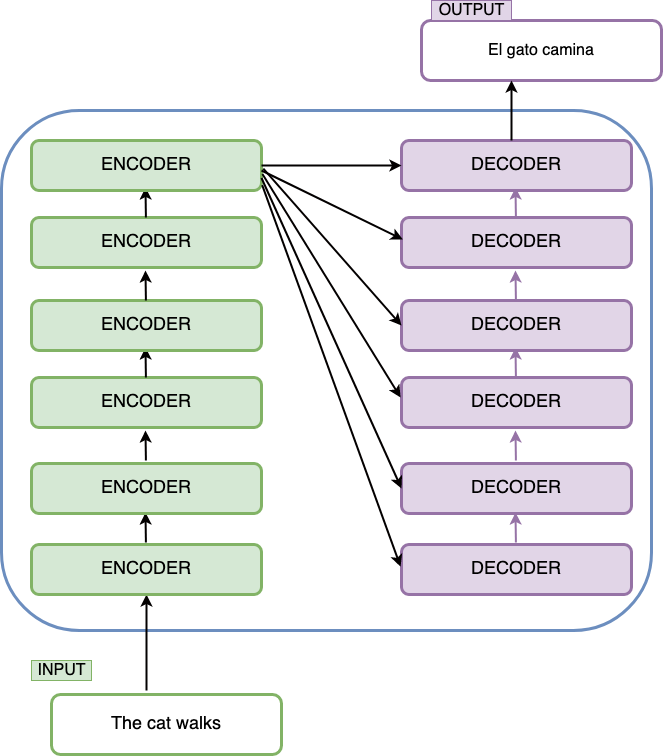 OUTPUT
El gato camina
ENCODER
DECODER
ENCODER
DECODER
ENCODER
DECODER
ENCODER
DECODER
ENCODER
DECODER
ENCODER
DECODER
INPUT
The cat walks